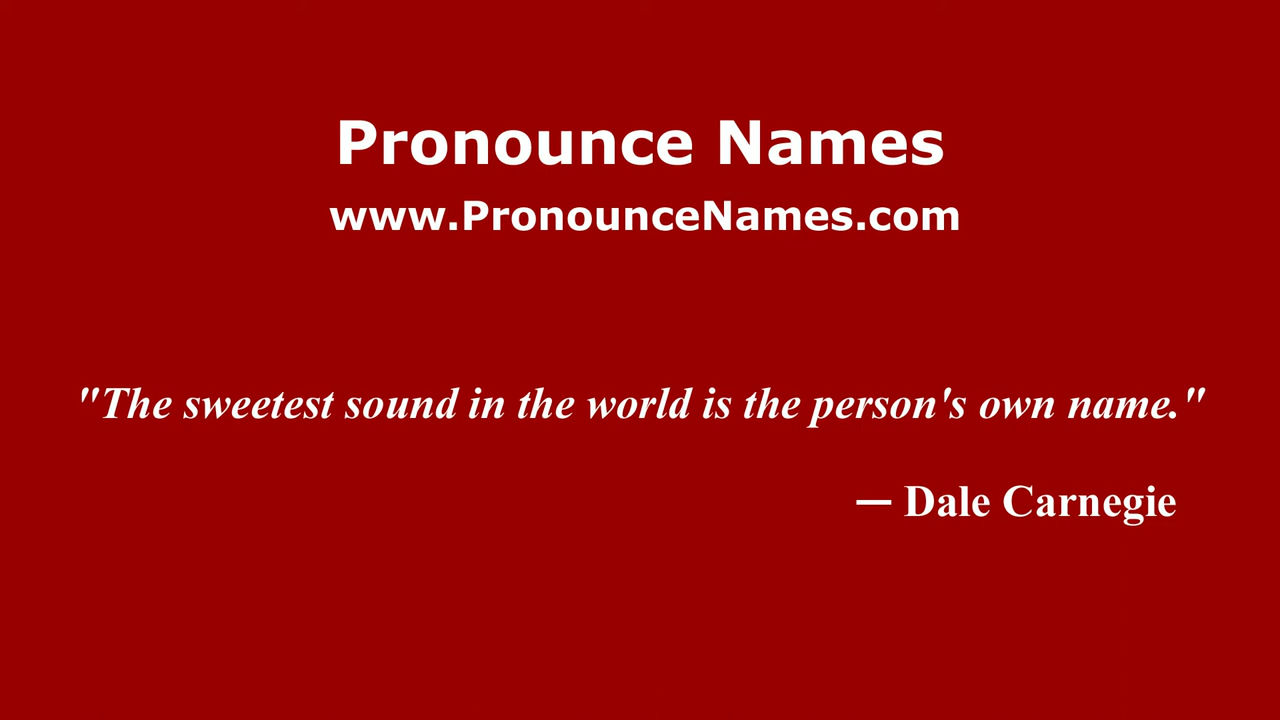 Pronounce Names
www.PronounceNames.com
"The sweetest sound in the world is the person's own name."
— Dale Carnegie